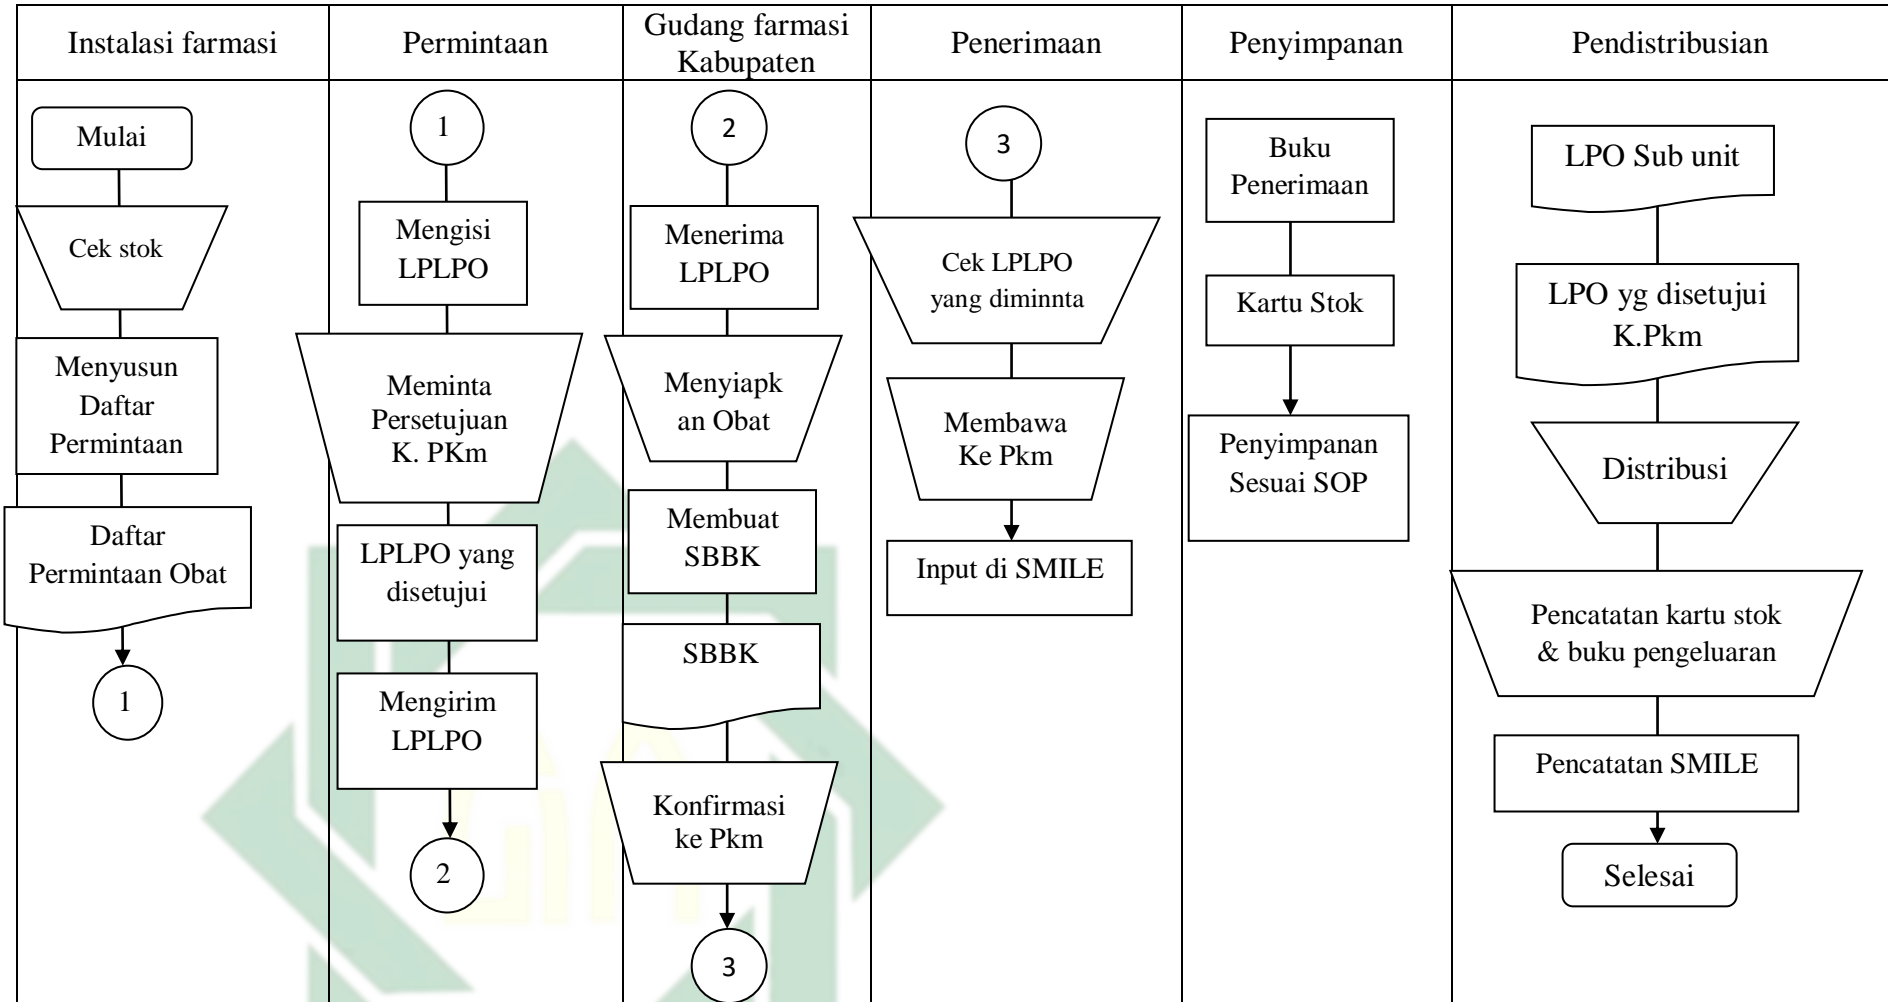 Instalasi farmasi
Permintaan
Gudang farmasi
Kabupaten
Penerimaan
Penyimpanan
Pendistribusian
Mulai
Cek stok
Menyusun
Daftar
Permintaan
Daftar
Permintaan Obat
1
1
Mengisi
LPLPO
Meminta
Persetujuan
K. PKm
LPLPO yang
disetujui
Mengirim
LPLPO
2
2
Menerima
LPLPO
Menyiapk
an Obat
Membuat
SBBK
SBBK
Konfirmasi
ke Pkm
3
3
Cek LPLPO
yang diminnta
Membawa
Ke Pkm
Input di SMILE
Buku
Penerimaan
Kartu Stok
Penyimpanan
Sesuai SOP
LPO Sub unit
LPO yg disetujui
K.Pkm
Distribusi
Pencatatan kartu stok
& buku pengeluaran
Pencatatan SMILE
Selesai